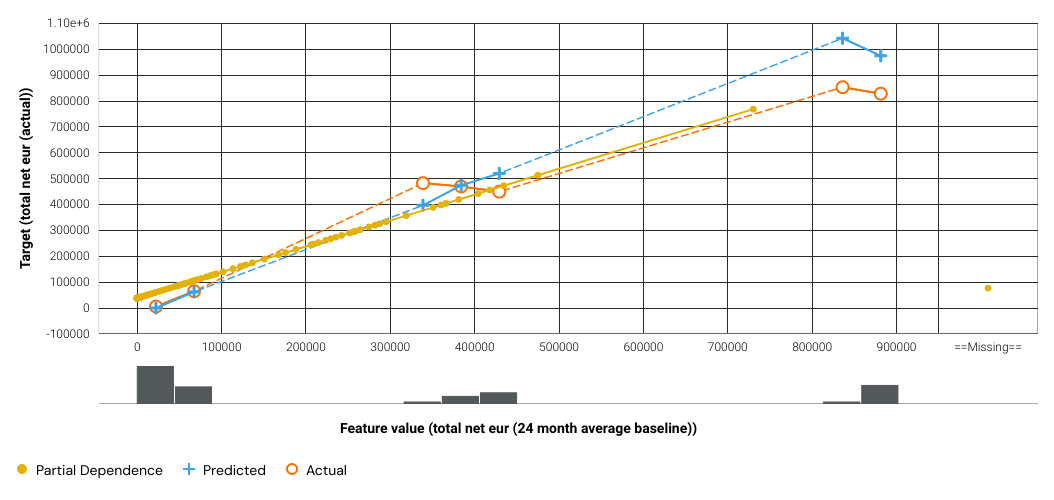 Target (total net eur (actual))
1.10e+6
1000000
900000
800000
700000
600000
500000
400000
300000
200000
100000
0
-100000
0 100000 200000 300000 400000 500000 600000 700000 800000 900000 ==Missing==
Feature value (total net eur (24 month average baseline))
Partial Dependence Predicted Actual